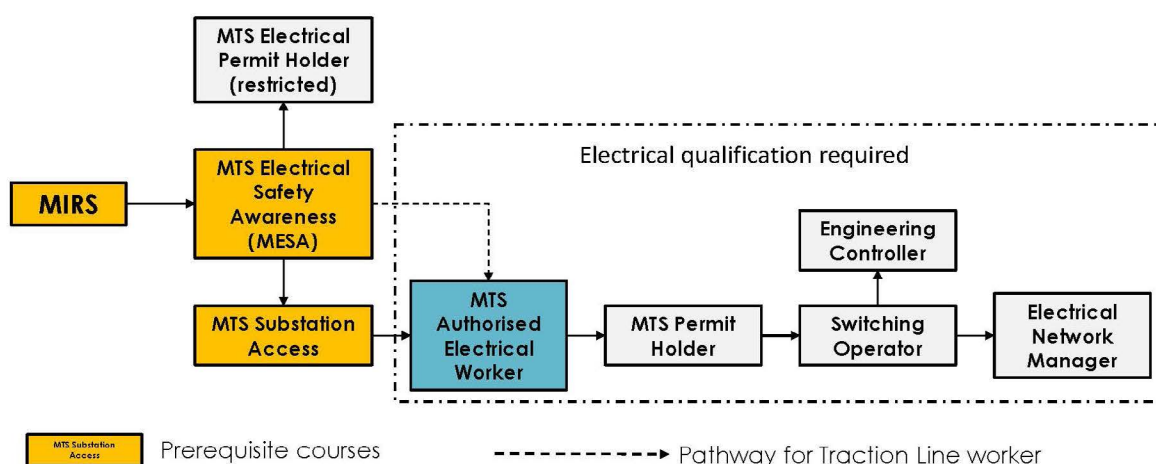 MTS Electrical
Permit Holder
(restricted)
Electrical qualification required
MIRS
MTS Electrical
Safety
Awareness
(MESA)
Engineering
Controller
MTS Substation
Access
MTS
Authorised
Electrical
Worker
MTS Permit
Holder
Switching
Operator
Electrical
Network
Manager
MTS Substation
Access
Prerequisite courses
Pathway for Traction Line worker